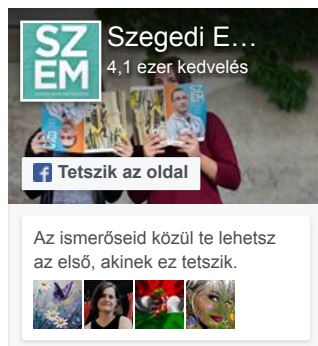 SZ
EM
Szegedi E…
4,1 ezer kedvelés
Tetszik az oldal
Az ismerőseid közül te lehetsz
az első, akinek ez tetszik.